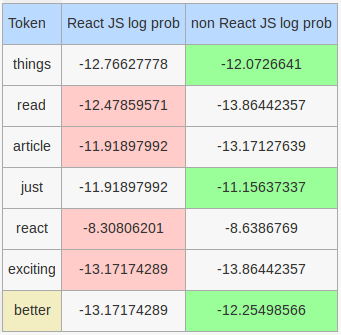 Token React JS log prob non React JS log prob
things -12.76627778 -12.0726641
read -12.47859571 -13.86442357
article -11.91897992 -13.17127639
just -11.91897992 -11.15637337
react -8.30806201 -8.6386769
exciting -13.17174289 -13.86442357
better -13.17174289 -12.25498566